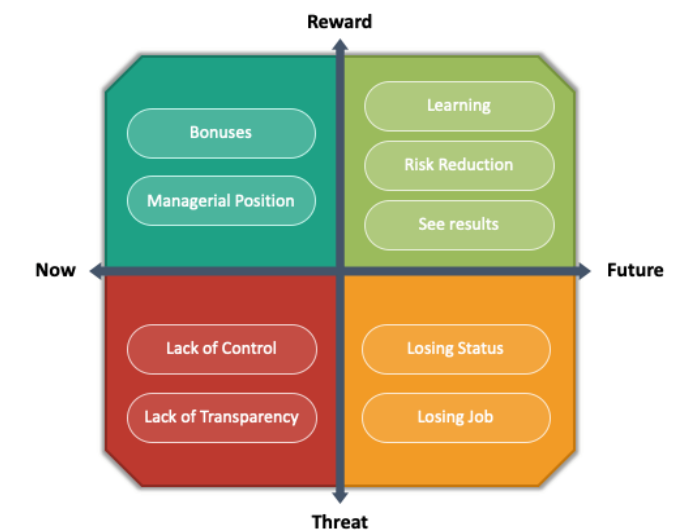 Reward
Learning
Bonuses
Risk Reduction
Managerial Position
See results
Now
Future
Lack of Control
Losing Status
Lack of Transparency
Losing Job
Threat